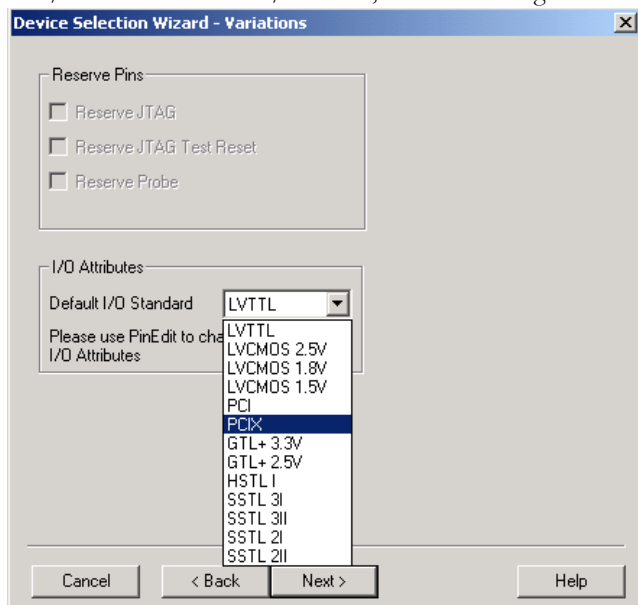 Device Selection Wizard - Variations
Reserve Pins
Reserve JTAG
Reserve JTAG Test Reset
Reserve Probe
I/O Attributes
Default I/O Standard LVTTL
Please use PinEdit to cha
I/O Attributes
LVTTL
LVCMOS 2.5V
LVCMOS 1.8V
LVCMOS 1.5V
PCI
PCIX
GTL+ 3.3V
GTL+ 2.5V
HSTL I
SSTL 3I
SSTL 3II
SSTL 2I
SSTL 2II
Cancel < Back Next > Help